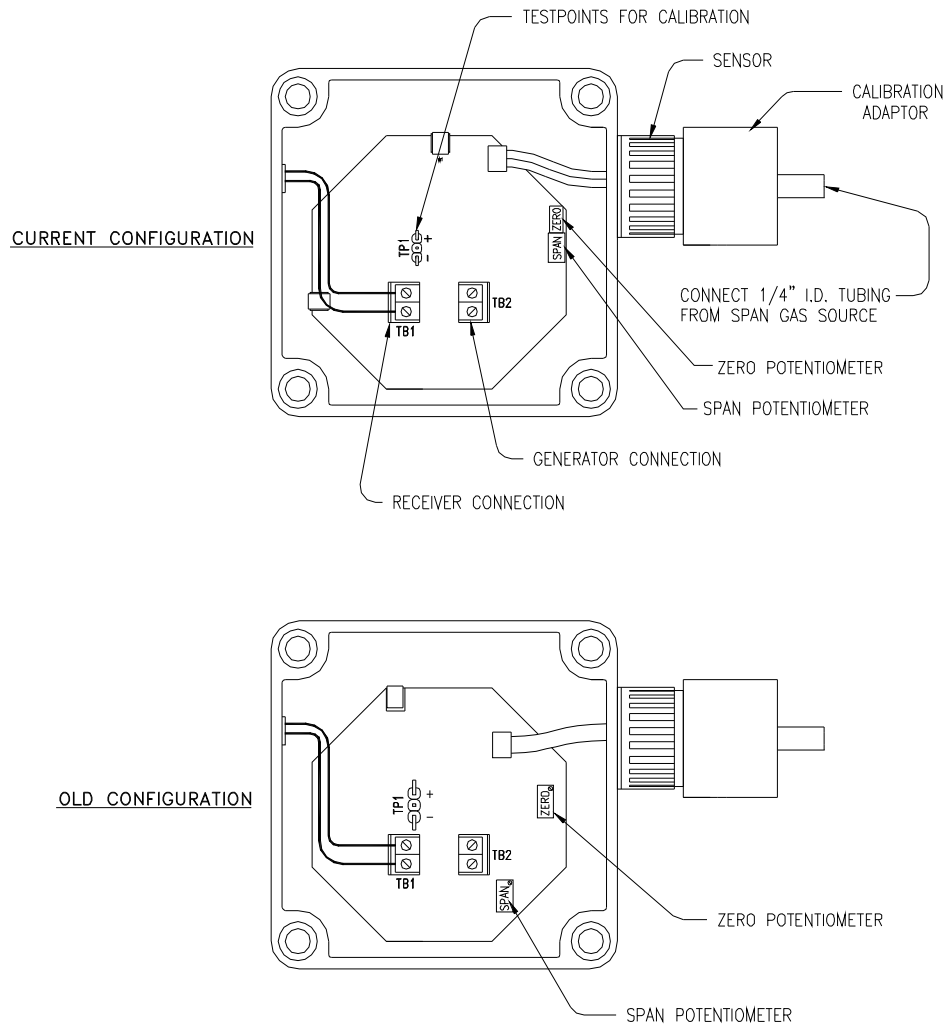 TESTPOINTS FOR CALIBRATION
SENSOR
CALIBRATION
ADAPTOR
CURRENT CONFIGURATION
TP1
+
-
ZERO
SPAN
TB1
TB2
CONNECT 1/4" I.D. TUBING
FROM SPAN GAS SOURCE
ZERO POTENTIOMETER
SPAN POTENTIOMETER
GENERATOR CONNECTION
RECEIVER CONNECTION
OLD CONFIGURATION
TP1
+
-
ZERO
TB1
TB2
SPAN
ZERO POTENTIOMETER
SPAN POTENTIOMETER